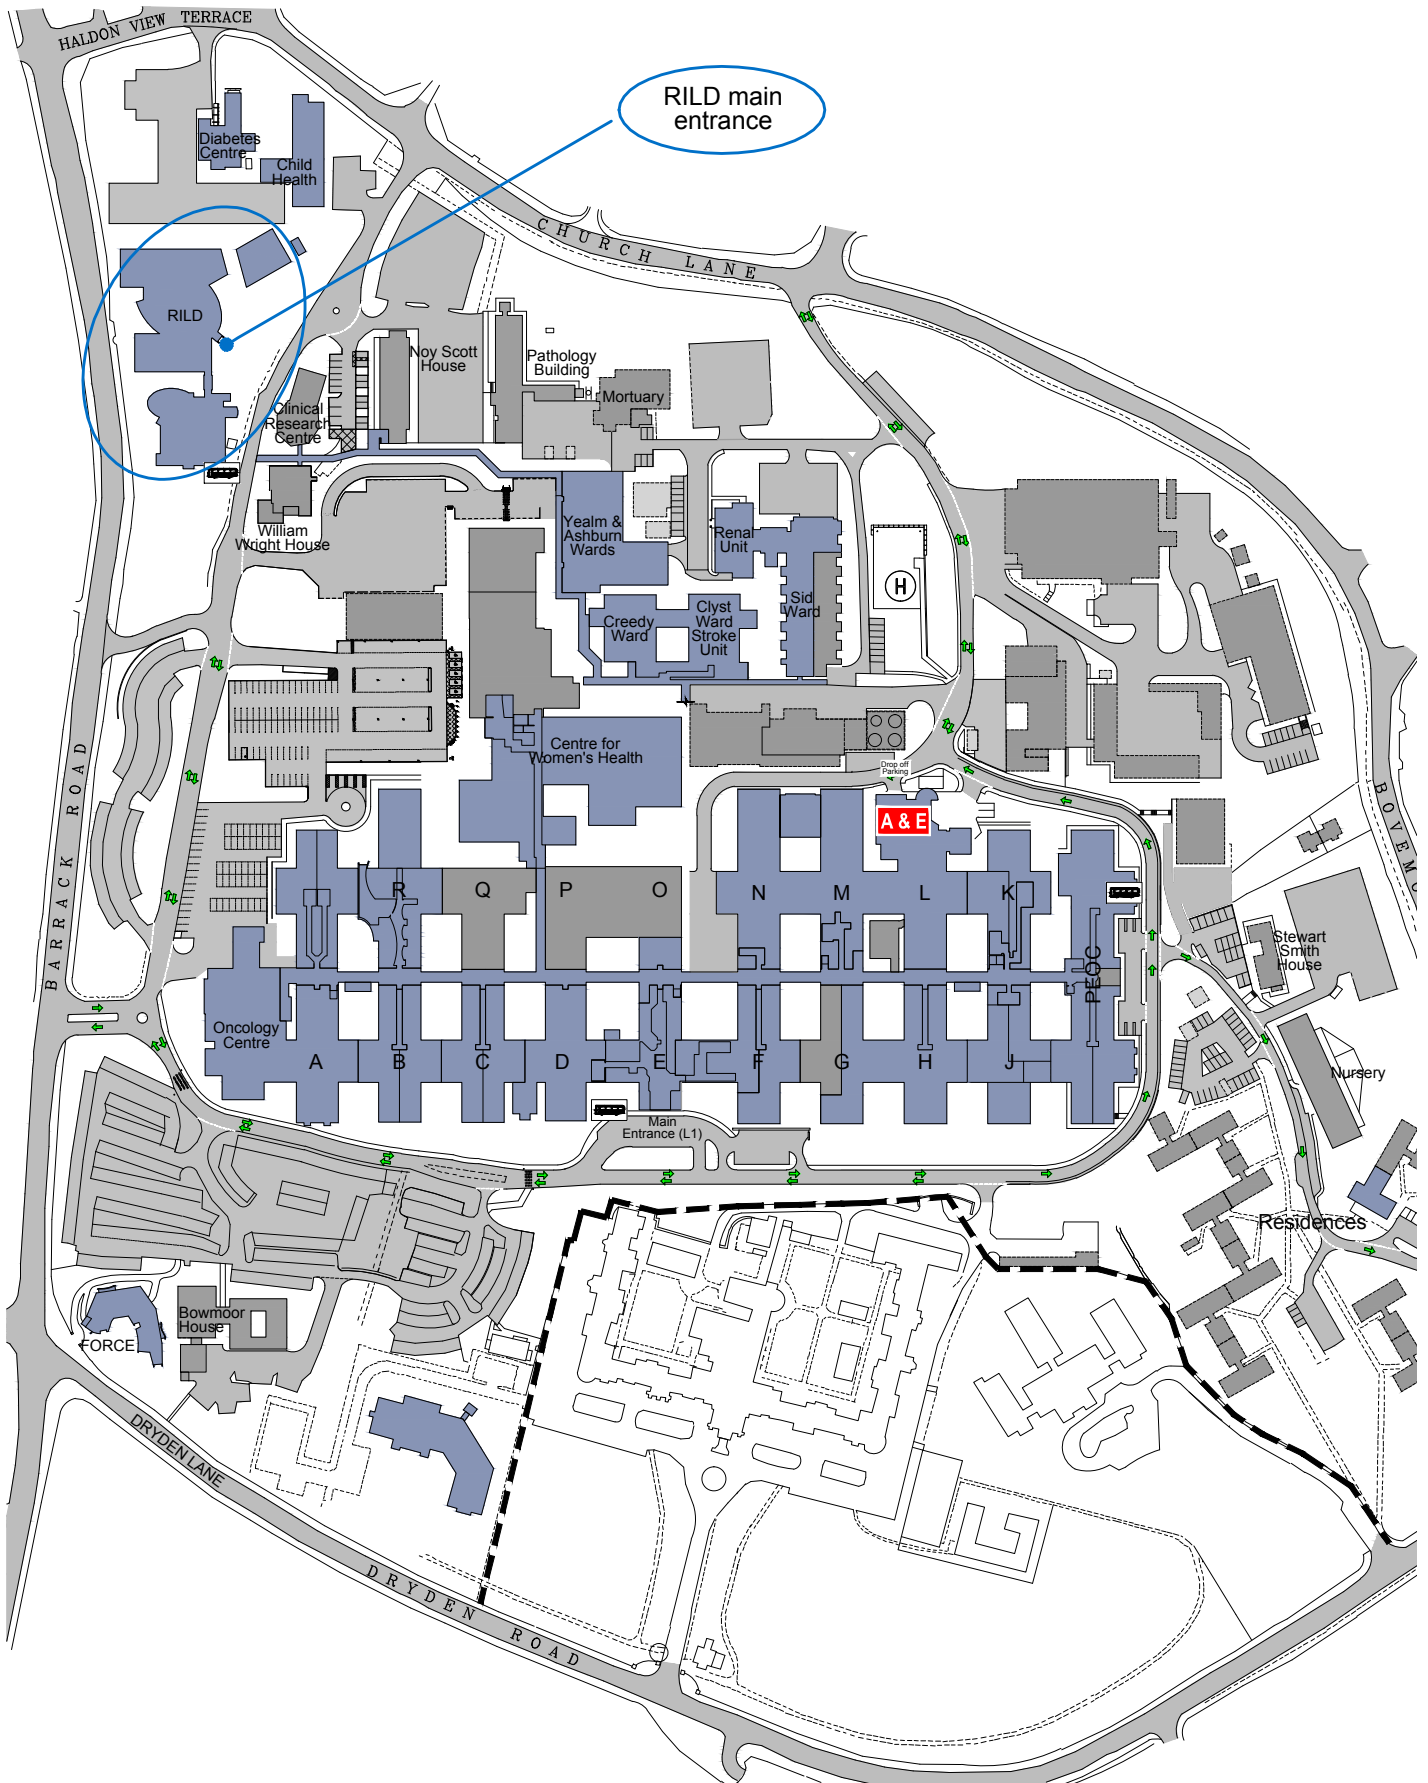 HALDON VIEW TERRACE
RILD main
entrance
Diabetes
Centre
Child
Health
CHURCH LANE
RILD
Noy Scott
House
Pathology
Building
Mortuary
Clinical
Research
Centre
William
Wright House
Yealm &
Ashburn
Wards
Renal
Unit
H
Creedy
Ward
Clyst
Ward
Stroke
Unit
Sid
Ward
Centre for
Women's Health
Drop off
Parking
A & E
BARRACK ROAD
BOVEMO
R
Q
P
O
N
M
L
K
PEOC
Stewart
Smith
House
Oncology
Centre
A
B
C
D
E
F
G
H
J
Nursery
Main
Entrance (L1)
Residences
Bowmoor
House
FORCE
DRYDEN LANE
DRYDEN ROAD